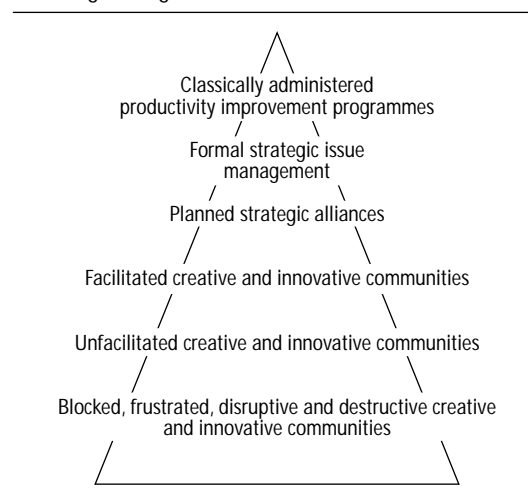 Classically administered
productivity improvement programmes
Formal strategic issue
management
Planned strategic alliances
Facilitated creative and innovative communities
Unfacilitated creative and innovative communities
Blocked, frustrated, disruptive and destructive creative
and innovative communities